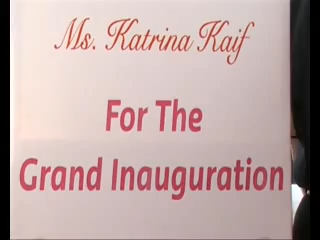 Ms. Katrina Kaif
For The
Grand Inauguration